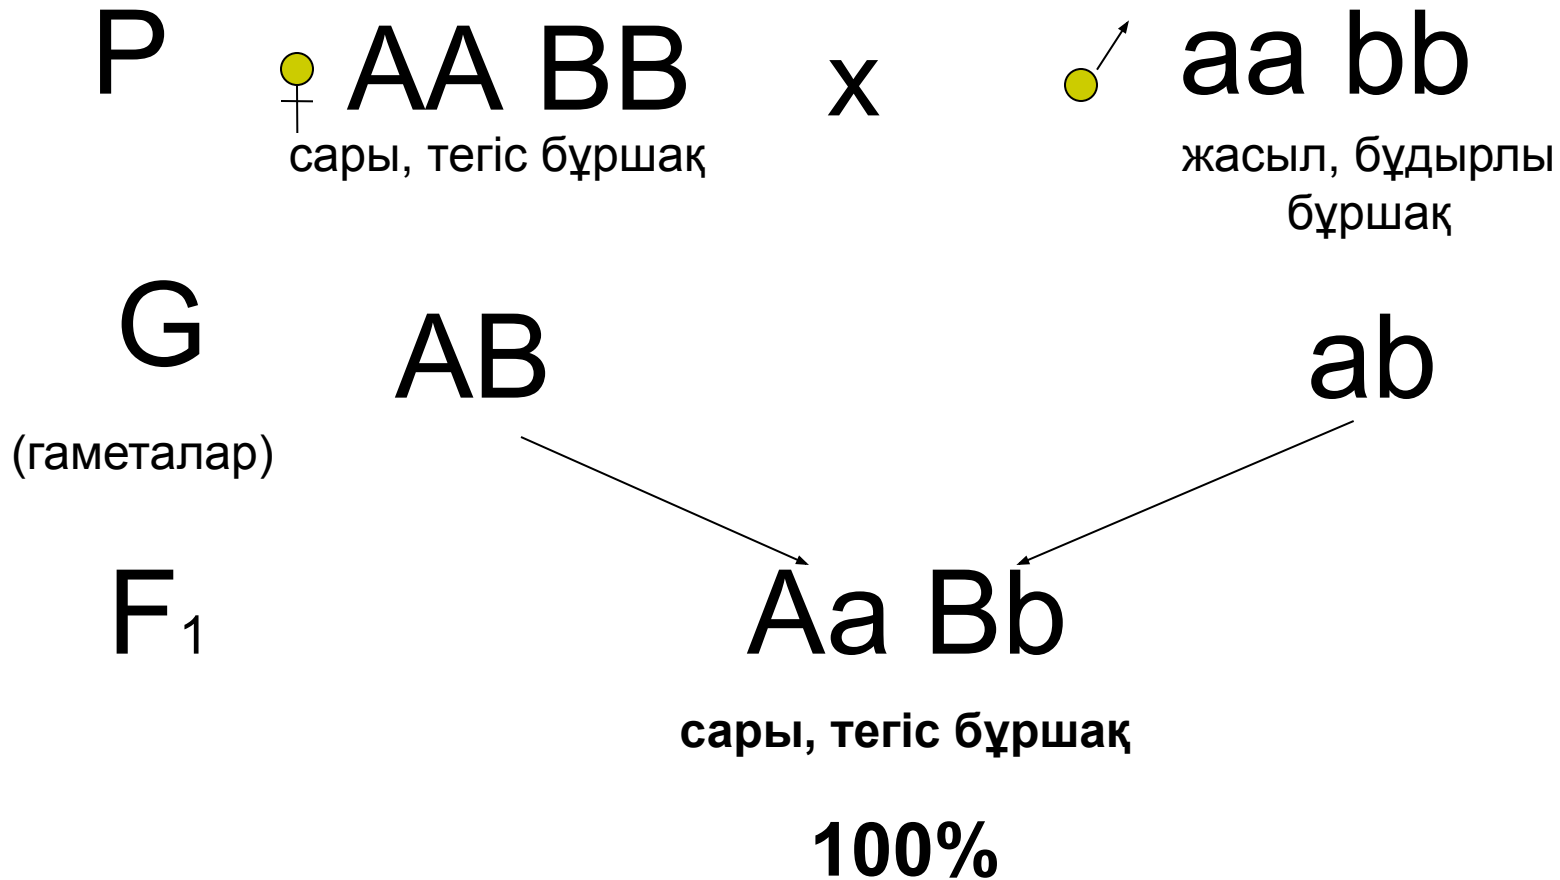 P AA BB x aa bb
сары, тегіс бұршақ жасыл, бұдырлы
бұршақ
G AB ab
(гаметалар)
F1 Aa Bb
сары, тегіс бұршақ
100%